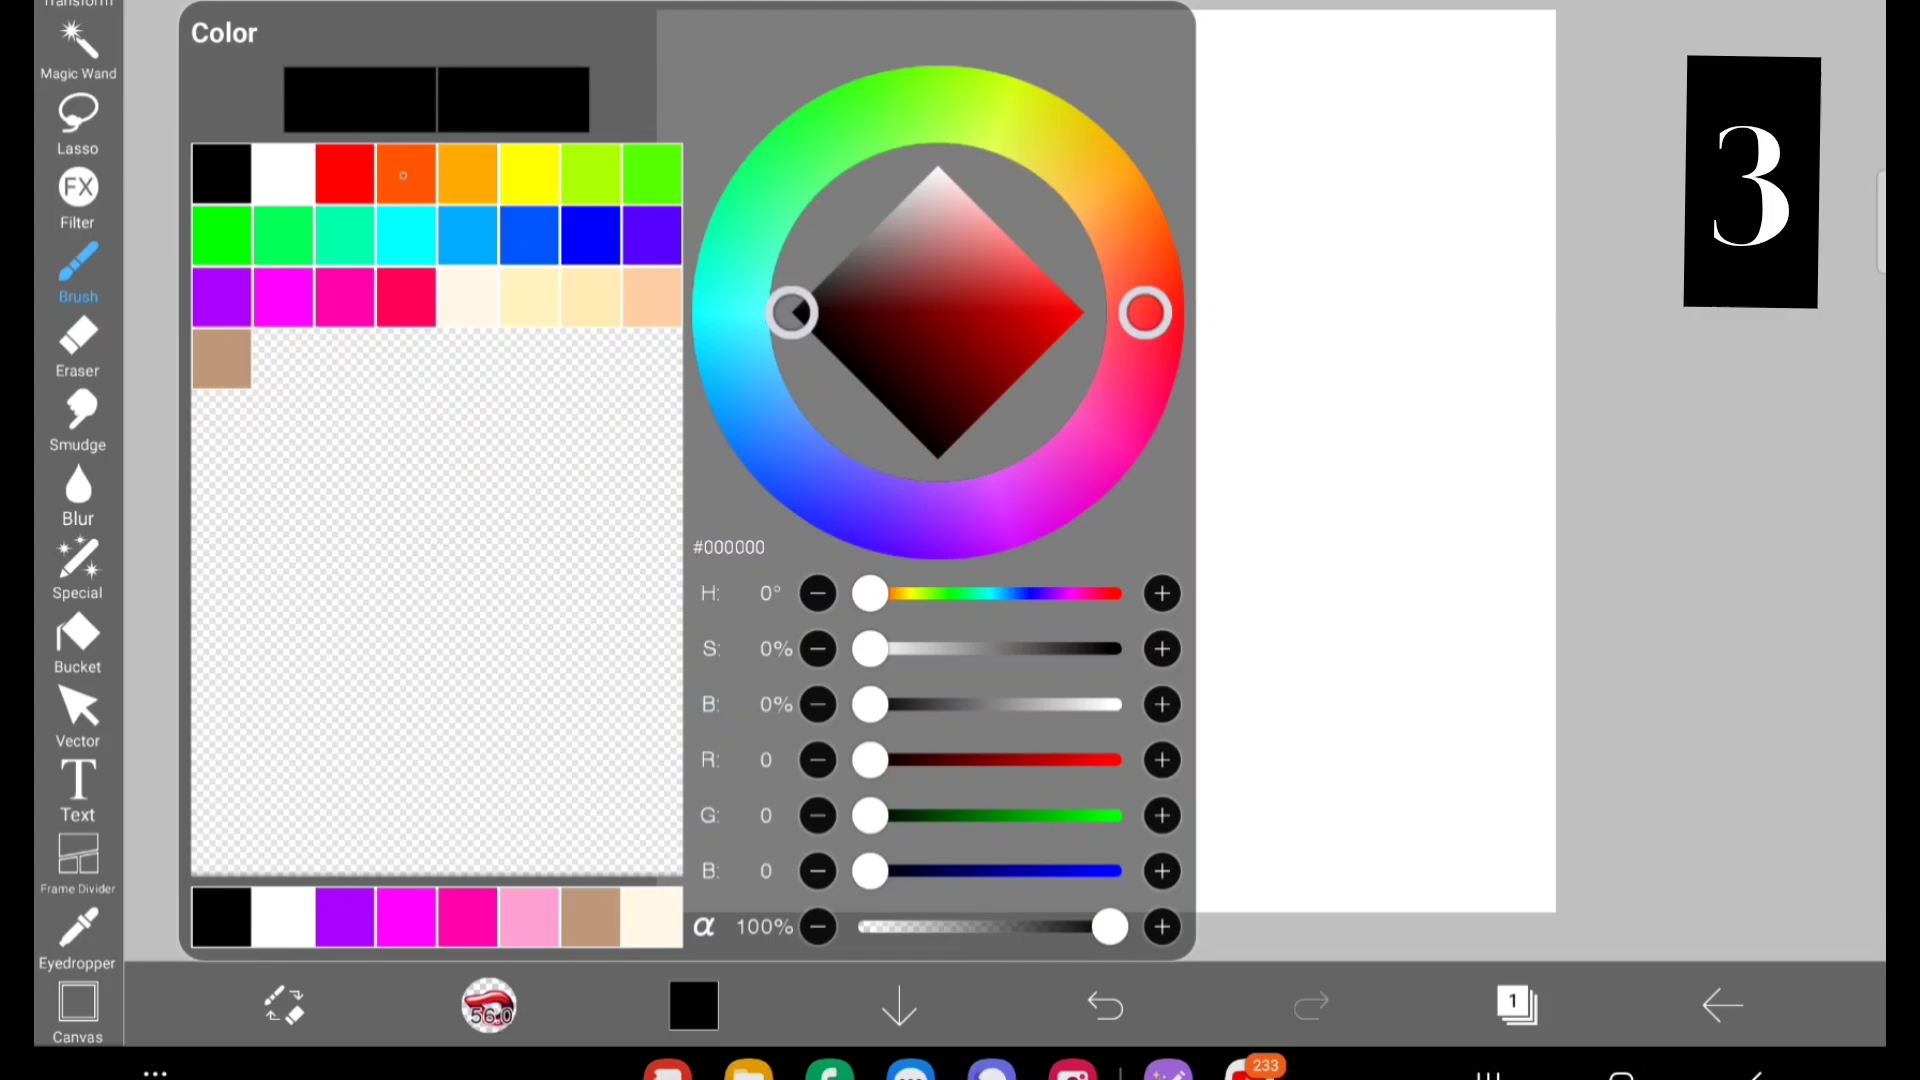 Transform
Magic Wand
Lasso
FX
Filter
Brush
Eraser
Smudge
Blur
Special
Bucket
Vector
T
Text
Frame Divider
Eyedropper
Canvas
Color
#000000
H: 0°
S: 0%
B: 0%
R: 0
G: 0
B: 0
α 100%
3
56.0
1
233